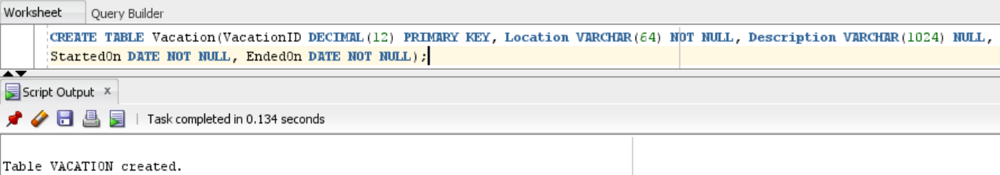 Worksheet Query Builder
CREATE TABLE Vacation(VacationID DECIMAL(12) PRIMARY KEY, Location VARCHAR(64) NOT NULL, Description VARCHAR(1024) NULL,
StartedOn DATE NOT NULL, EndedOn DATE NOT NULL);
Script Output x
Task completed in 0.134 seconds
Table VACATION created.